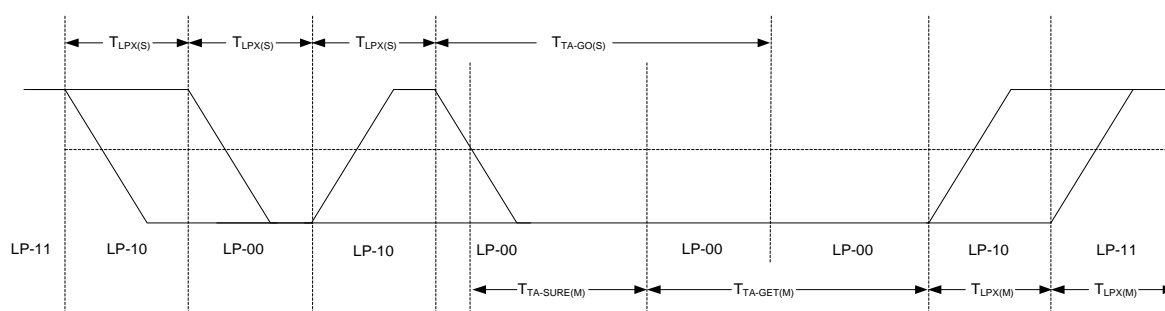 TLPX(S) TLPX(S) TLPX(S) TTA-GO(S)
LP-11 LP-10 LP-00 LP-10 LP-00 LP-00 LP-00 LP-10 LP-11
TTA-SURE(M) TTA-GET(M) TLPX(M) TLPX(M)